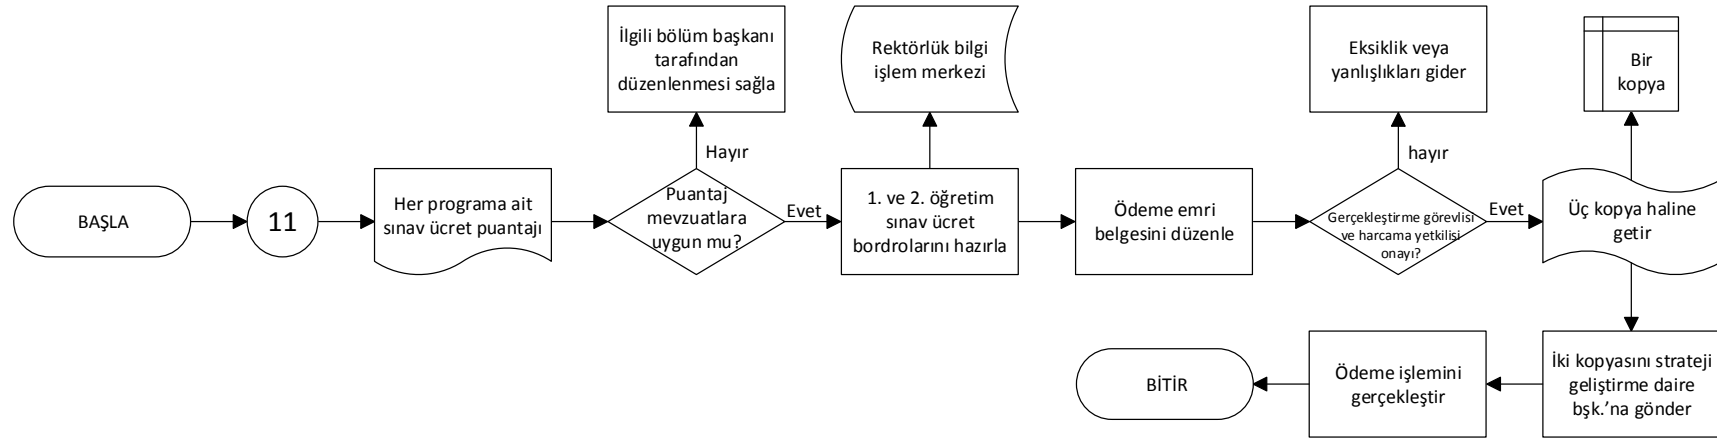 İlgili bölüm başkanı
tarafından
düzenlenmesi sağla
Rektörlük bilgi
işlem merkezi
Eksiklik veya
yanlışlıkları gider
Bir
kopya
Hayır
hayır
BAŞLA
11
Her programa ait
sınav ücret puantajı
Puantaj
mevzuatlara
uygun mu?
Evet
1. ve 2. öğretim
sınav ücret
bordrolarını hazırla
Ödeme emri
belgesini düzenle
Gerçekleştirme görevlisi
ve harcama yetkilisi
onayı?
Evet
Üç kopya haline
getir
BİTİR
Ödeme işlemini
gerçekleştir
İki kopyasını strateji
geliştirme daire
bşk.’na gönder